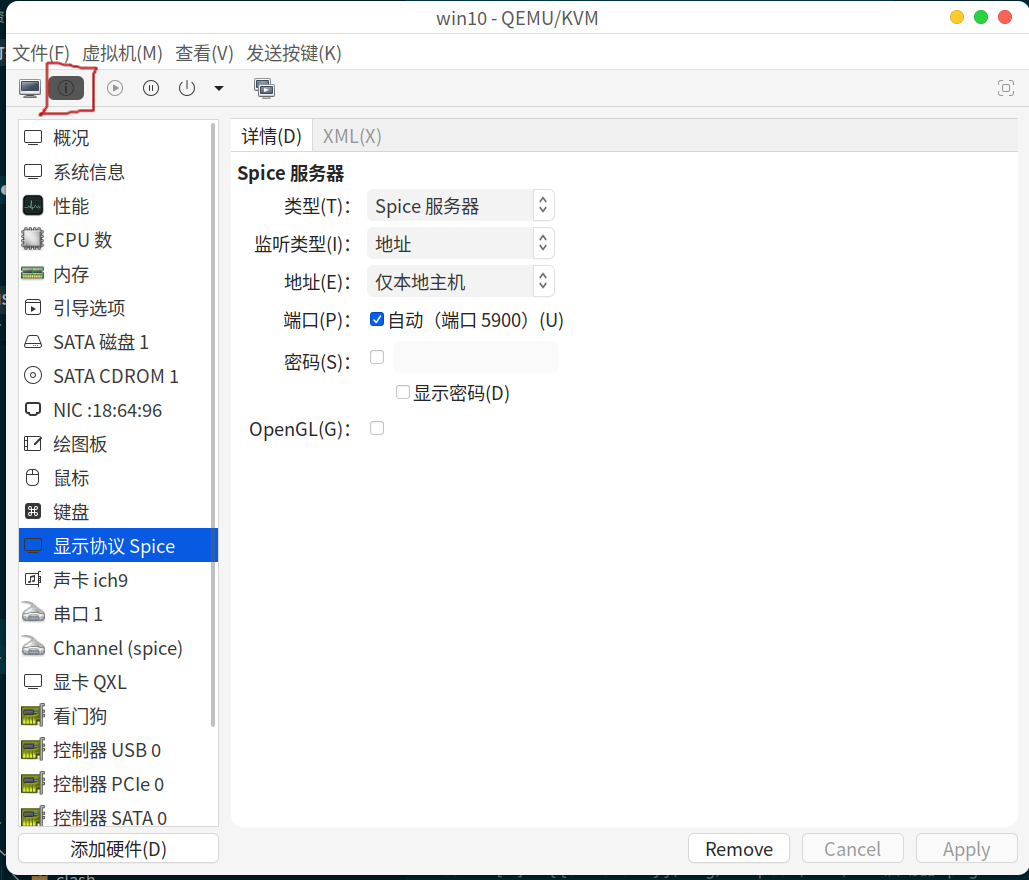 win10 - QEMU/KVM
文件(F) 虚拟机(M) 查看(V) 发送按键(K)
概况
系统信息
性能
CPU 数
内存
引导选项
SATA 磁盘 1
SATA CDROM 1
NIC :18:64:96
绘图板
鼠标
键盘
显示协议 Spice
声卡 ich9
串口 1
Channel (spice)
显卡 QXL
看门狗
控制器 USB 0
控制器 PCIe 0
控制器 SATA 0
添加硬件(D)
详情(D) XML(X)
Spice 服务器
类型(T)： Spice 服务器
监听类型(I)： 地址
地址(E)： 仅本地主机
端口(P)： 自动（端口 5900）(U)
密码(S)：
显示密码(D)
OpenGL(G)：
Remove Cancel Apply
clash